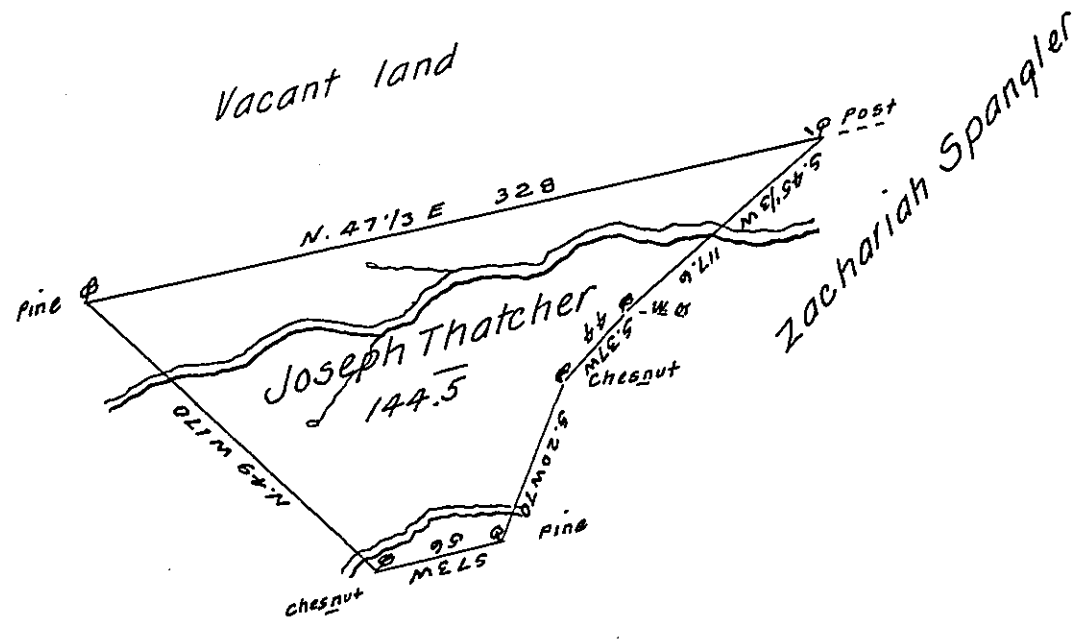 Vacant land
Post
Zachariah Spangler
S. 45 1/3 W
117.6
N. 47 1/3 E 328
Pine
W.O
S. 37 W
44
Chesnut
Joseph Thatcher
144.5
S. 20 W 70
N. 49 W 170
Pine
56
S 73 W
Chesnut